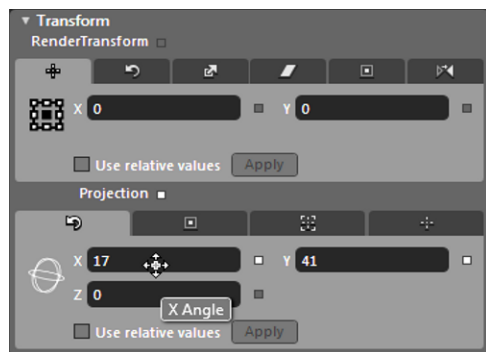 Transform
RenderTransform
X 0 Y 0
Use relative values Apply
Projection
X 17 Y 41
Z 0
X Angle
Use relative values Apply